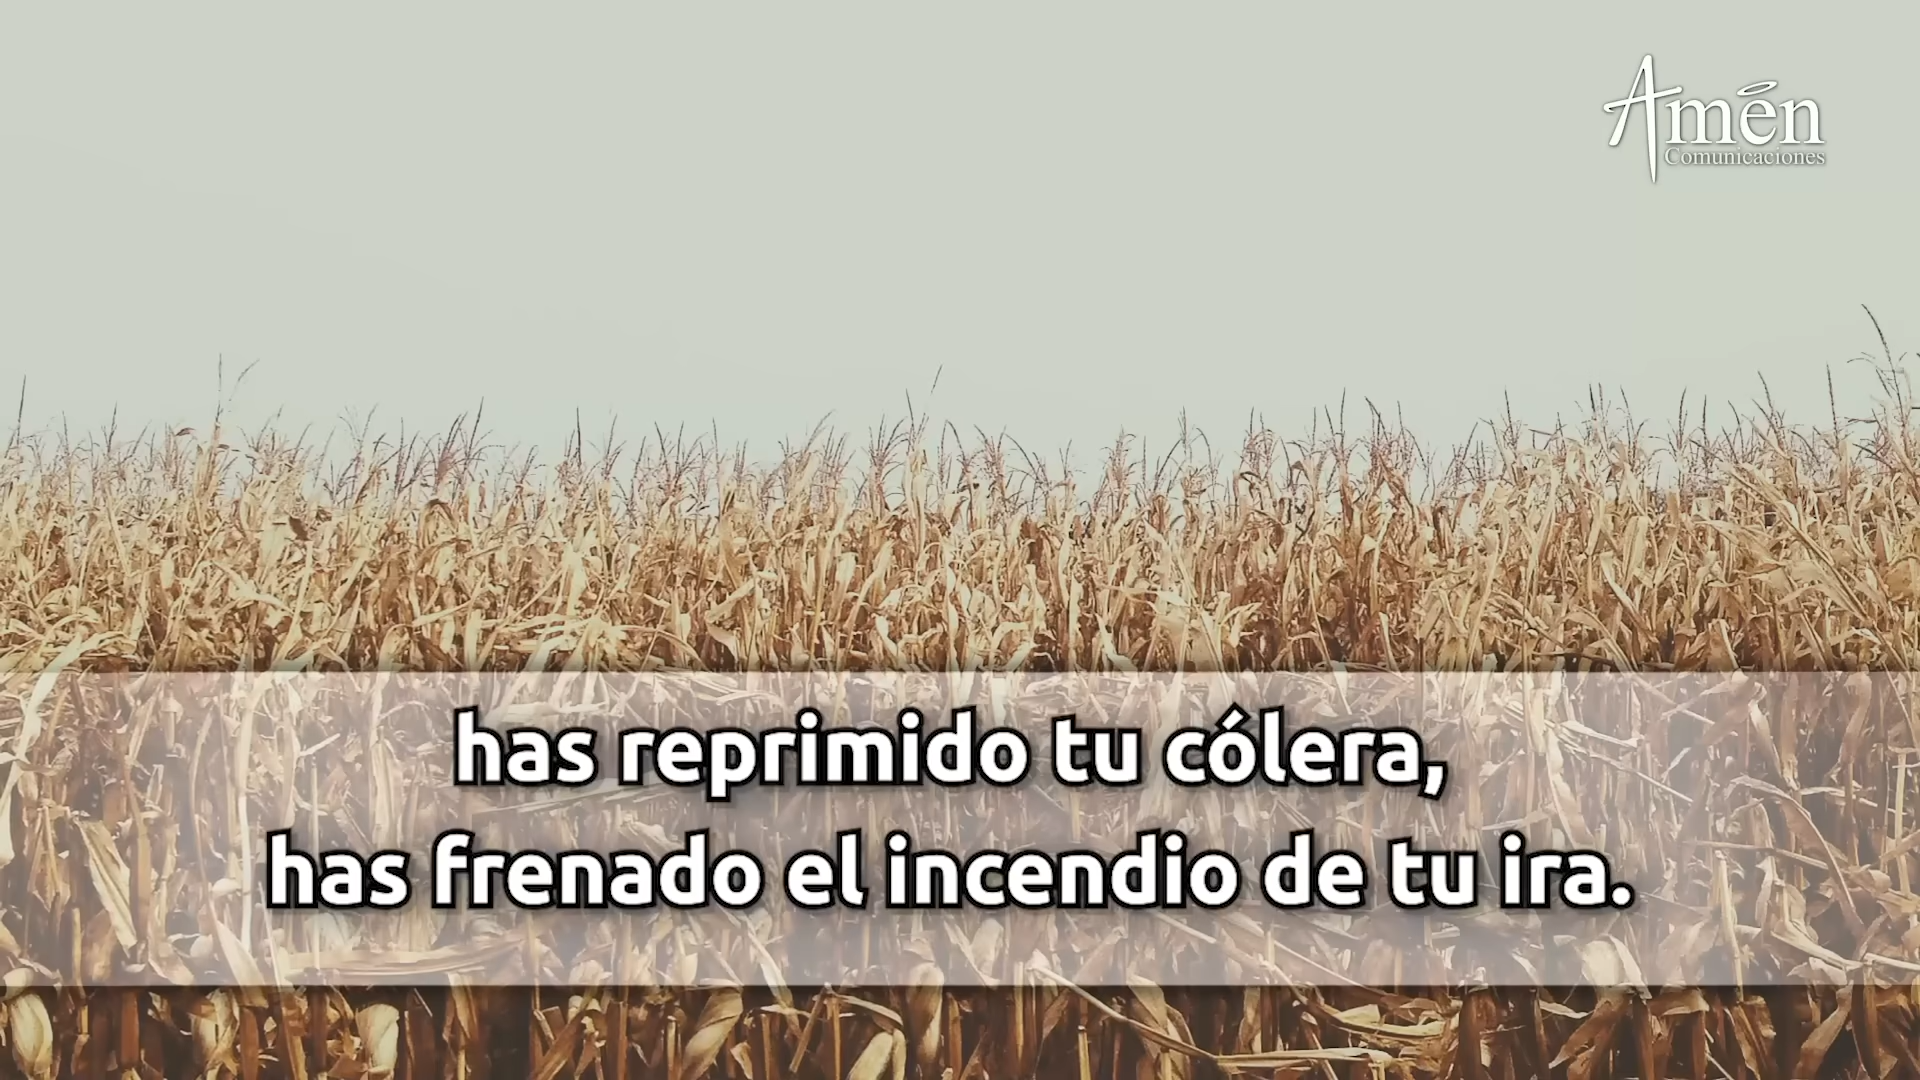 Amén
Comunicaciones
has reprimido tu cólera,
has frenado el incendio de tu ira.